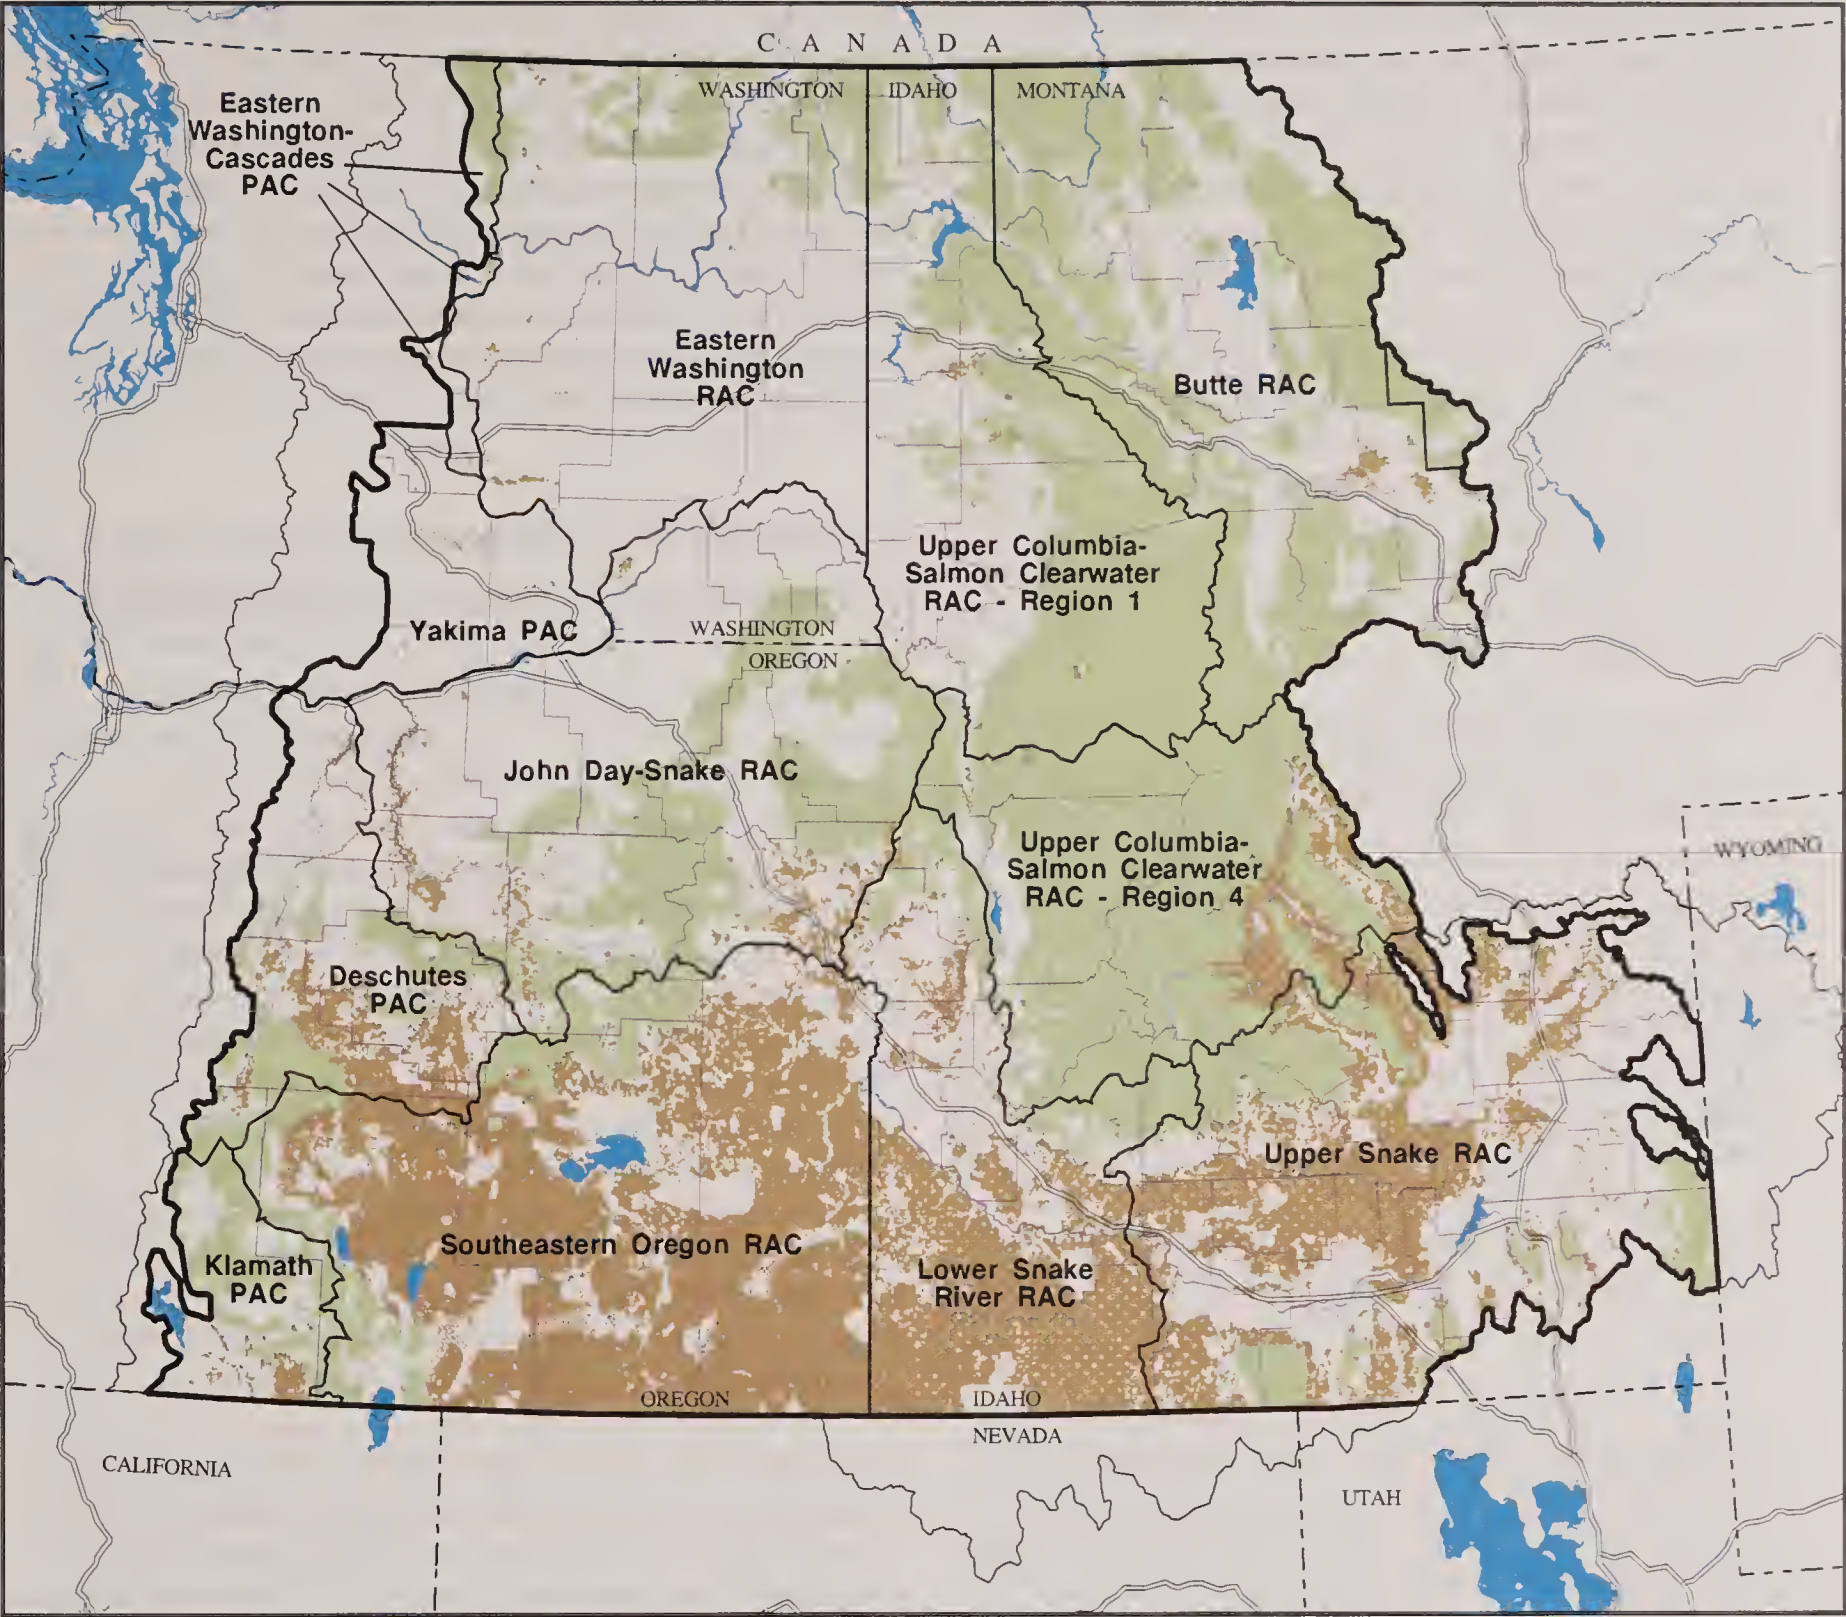 C A N A D A
WASHINGTON
IDAHO
MONTANA
Eastern
Washington-
Cascades
PAC
Eastern
Washington
RAC
Butte RAC
Upper Columbia-
Salmon Clearwater
RAC - Region 1
Yakima PAC
WASHINGTON
OREGON
John Day-Snake RAC
Upper Columbia-
Salmon Clearwater
RAC - Region 4
WYOMING
Deschutes
PAC
Upper Snake RAC
Southeastern Oregon RAC
Klamath
PAC
Lower Snake
River RAC
OREGON
IDAHO
NEVADA
CALIFORNIA
UTAH